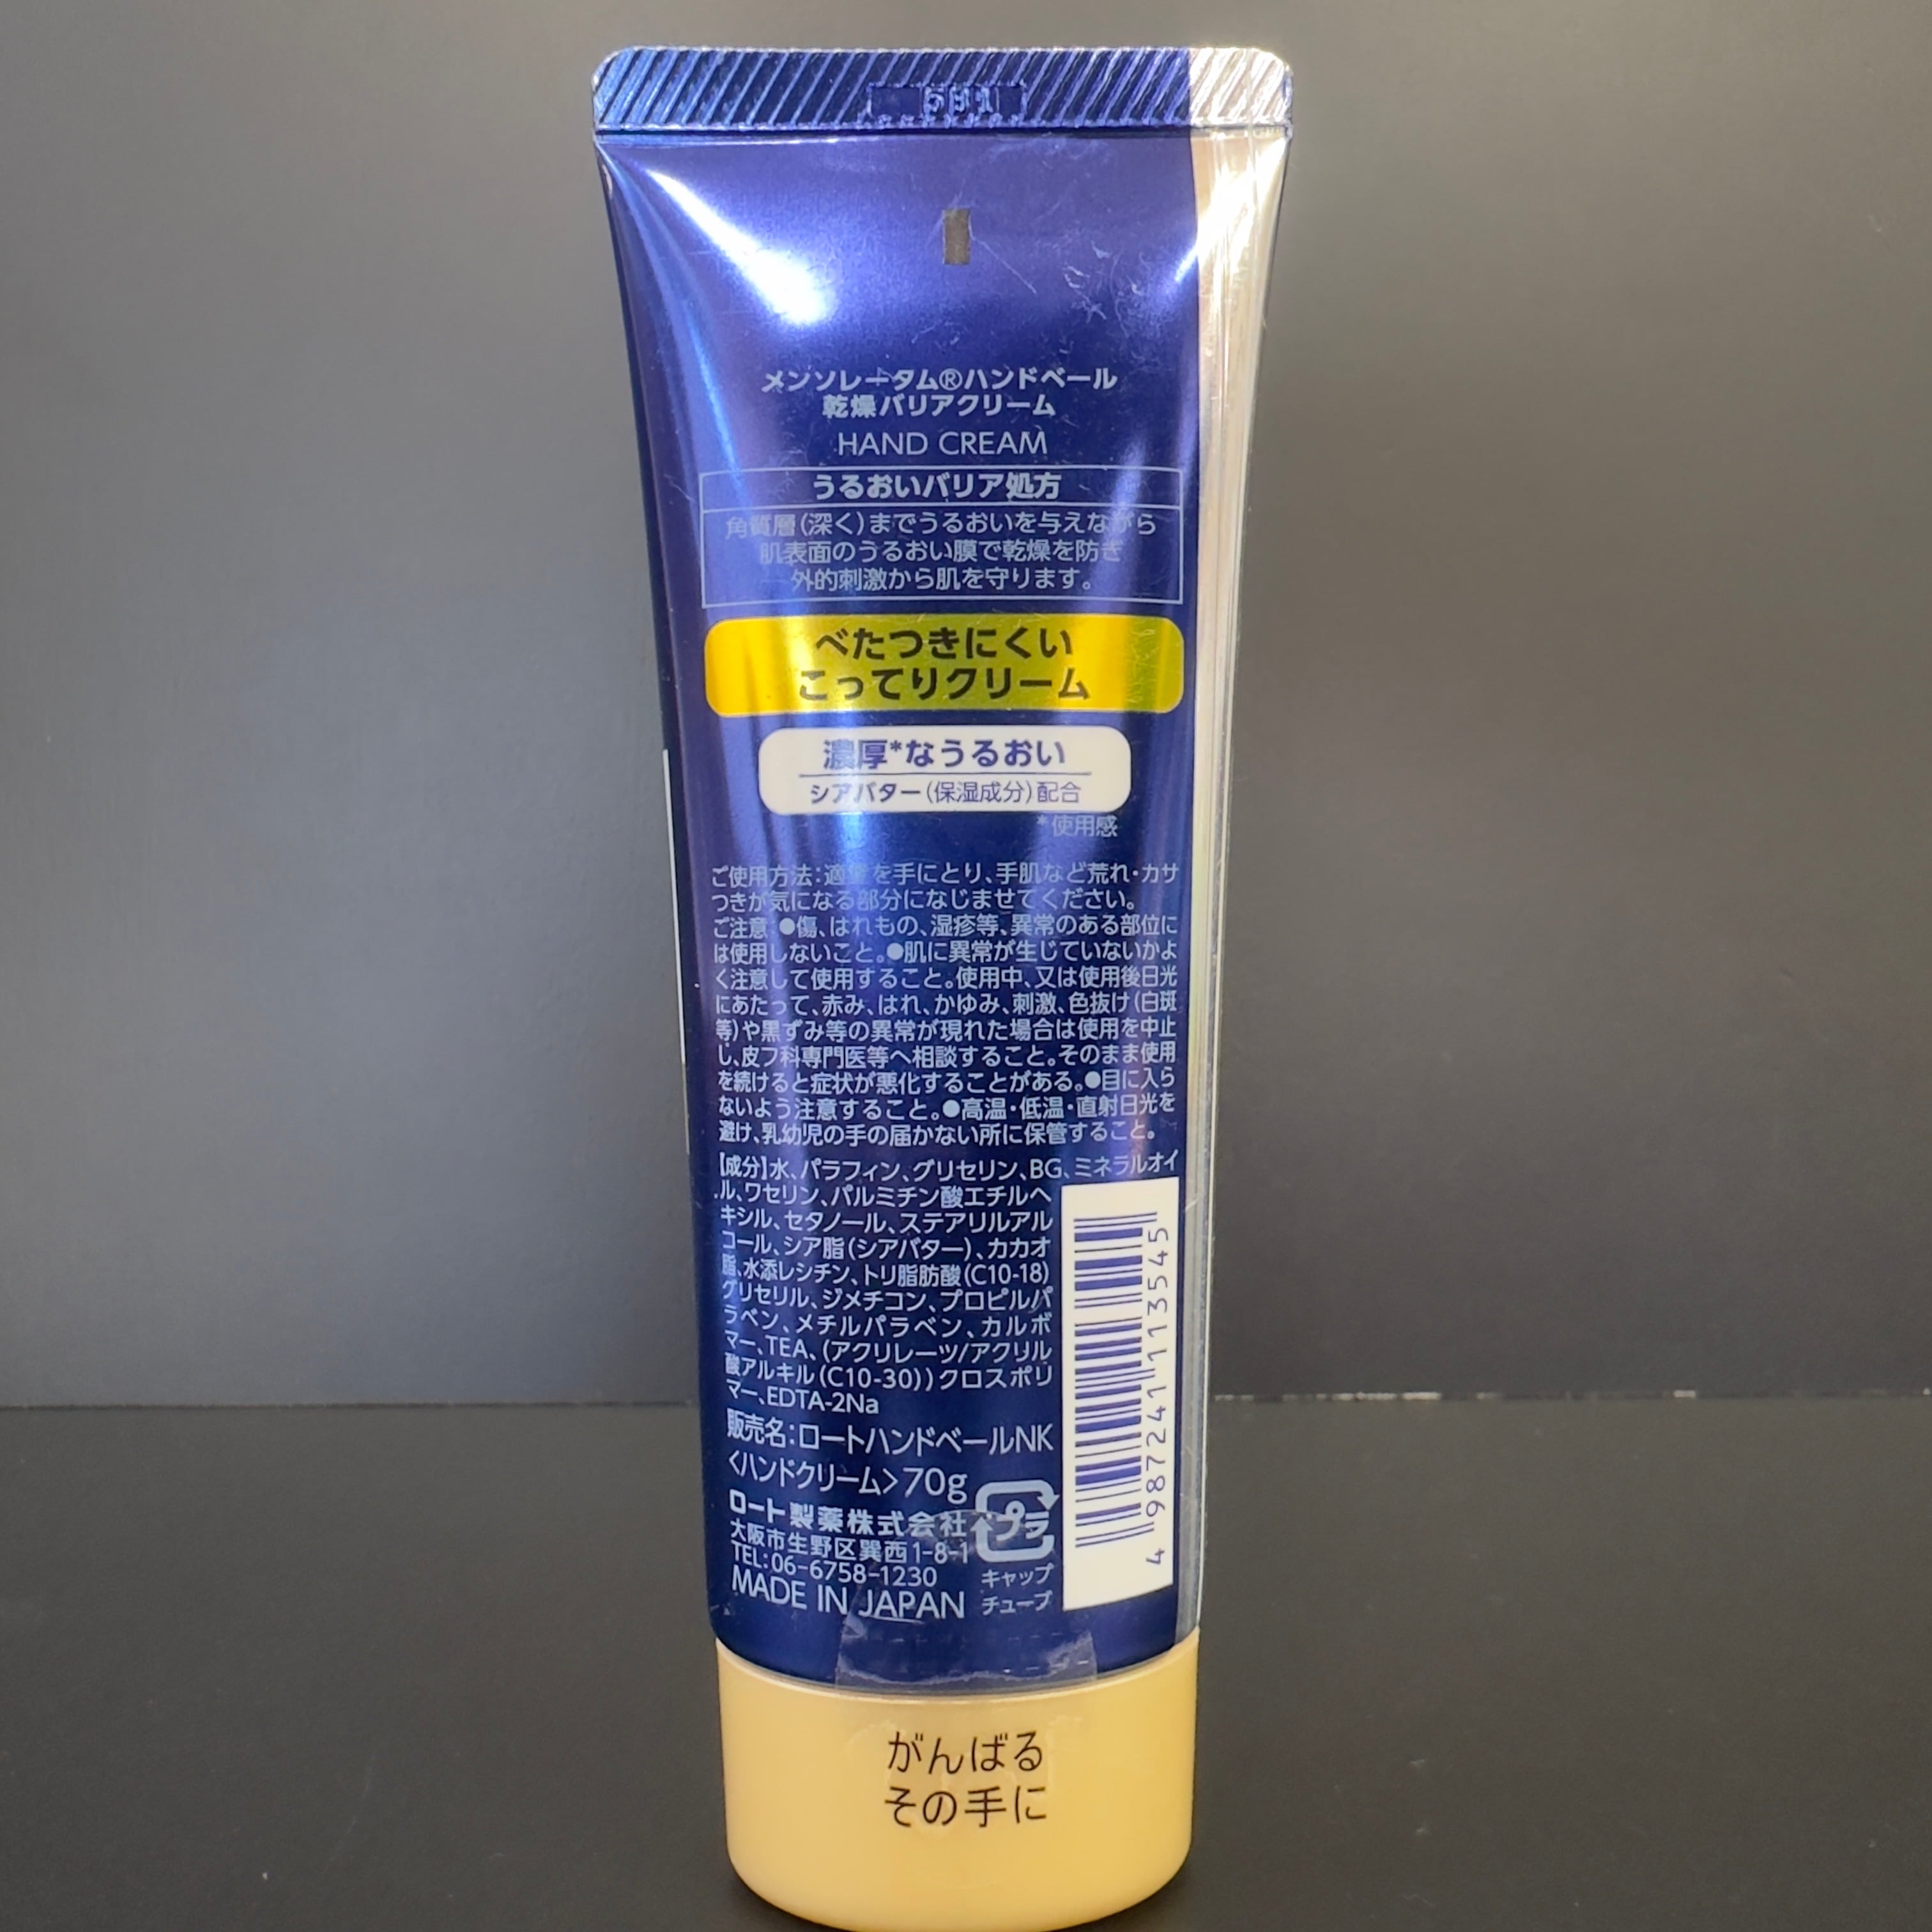 メンソレータム®ハンドベール
乾燥バリアクリーム
HAND CREAM
うるおいバリア処方
角質層(深く)までうるおいを与えながら
肌表面のうるおい膜で乾燥を防ぎ
外的刺激から肌を守ります。
べたつきにくい
こってりクリーム
濃厚*なうるおい
シアバター(保湿成分)配合
*使用感
ご使用方法:適量を手にとり、手肌など荒れ・カサ
つきが気になる部分になじませてください。
ご注意 ●傷、はれもの、湿疹等、異常のある部位に
は使用しないこと。●肌に異常が生じていないかよ
く注意して使用すること。使用中、又は使用後日光
にあたって、赤み、はれ、かゆみ、刺激、色抜け(白斑
等)や黒ずみ等の異常が現れた場合は使用を中止
し、皮フ科専門医等へ相談すること。そのまま使用
を続けると症状が悪化することがある。●目に入ら
ないよう注意すること。●高温・低温・直射日光を
避け、乳幼児の手の届かない所に保管すること。
【成分】水、パラフィン、グリセリン、BG、ミネラルオイ
ル、ワセリン、パルミチン酸エチルヘ
キシル、セタノール、ステアリルアル
コール、シア脂(シアバター)、カカオ
脂、水添レシチン、トリ脂肪酸(C10-18)
グリセリル、ジメチコン、プロピルパ
ラベン、メチルパラベン、カルボ
マー、TEA、(アクリレーツ/アクリル
酸アルキル(C10-30))クロスポリ
マー、EDTA-2Na
販売名:ロートハンドベールNK
<ハンドクリーム>70g
ロート製薬株式会社
大阪市生野区巽西1-8-1
TEL:06-6758-1230
MADE IN JAPAN
プラ
キャップ
チューブ
4 987241 113545
がんばる
その手に